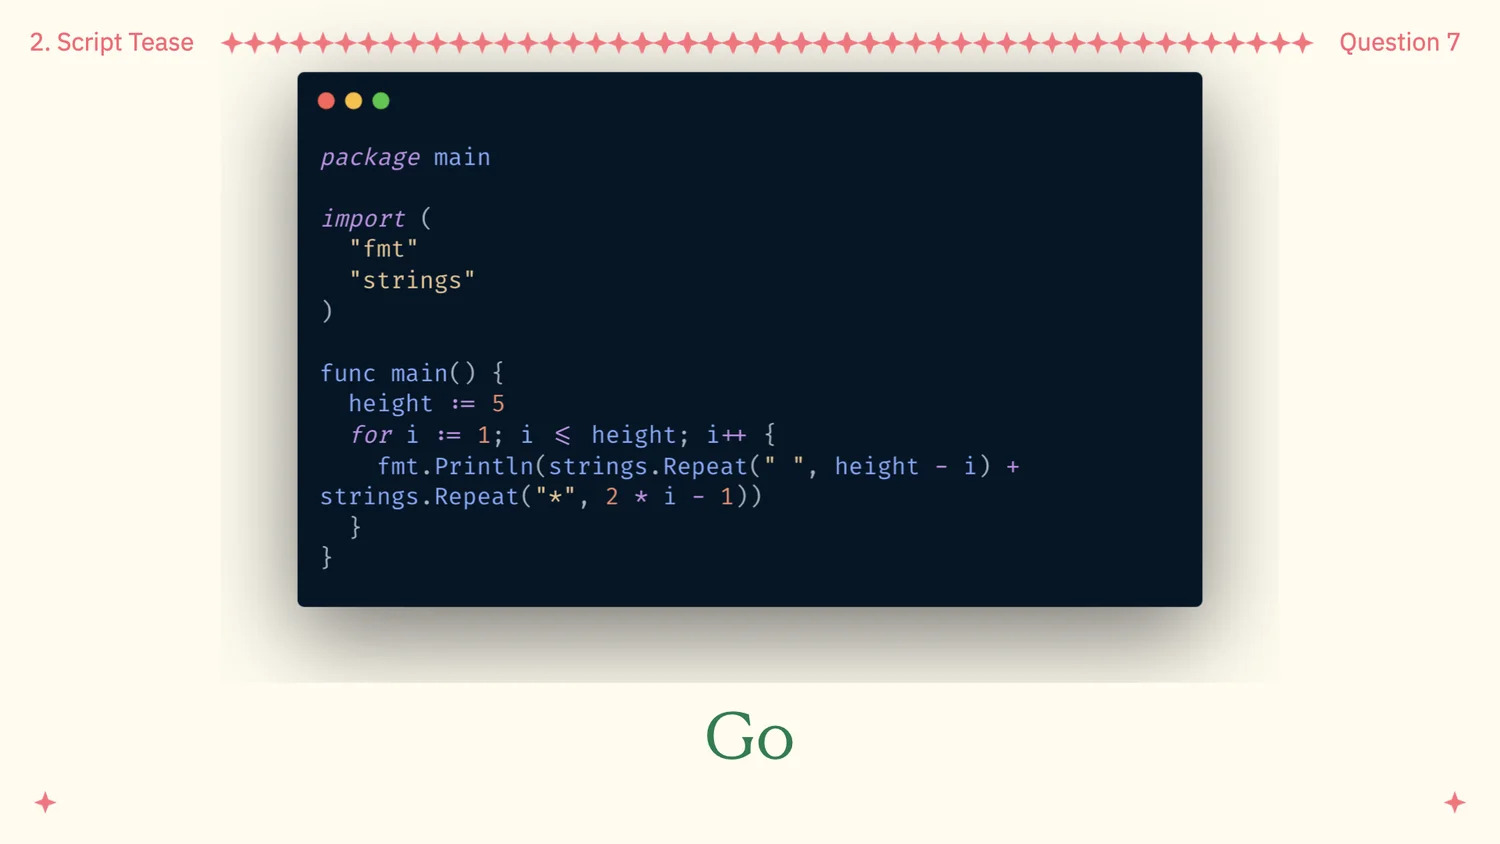 2. Script Tease
Question 7
package main
import (
"fmt"
"strings"
)
func main() {
height := 5
for i := 1; i <= height; i++ {
fmt.Println(strings.Repeat(" ", height - i) +
strings.Repeat("*", 2 * i - 1))
}
}
Go